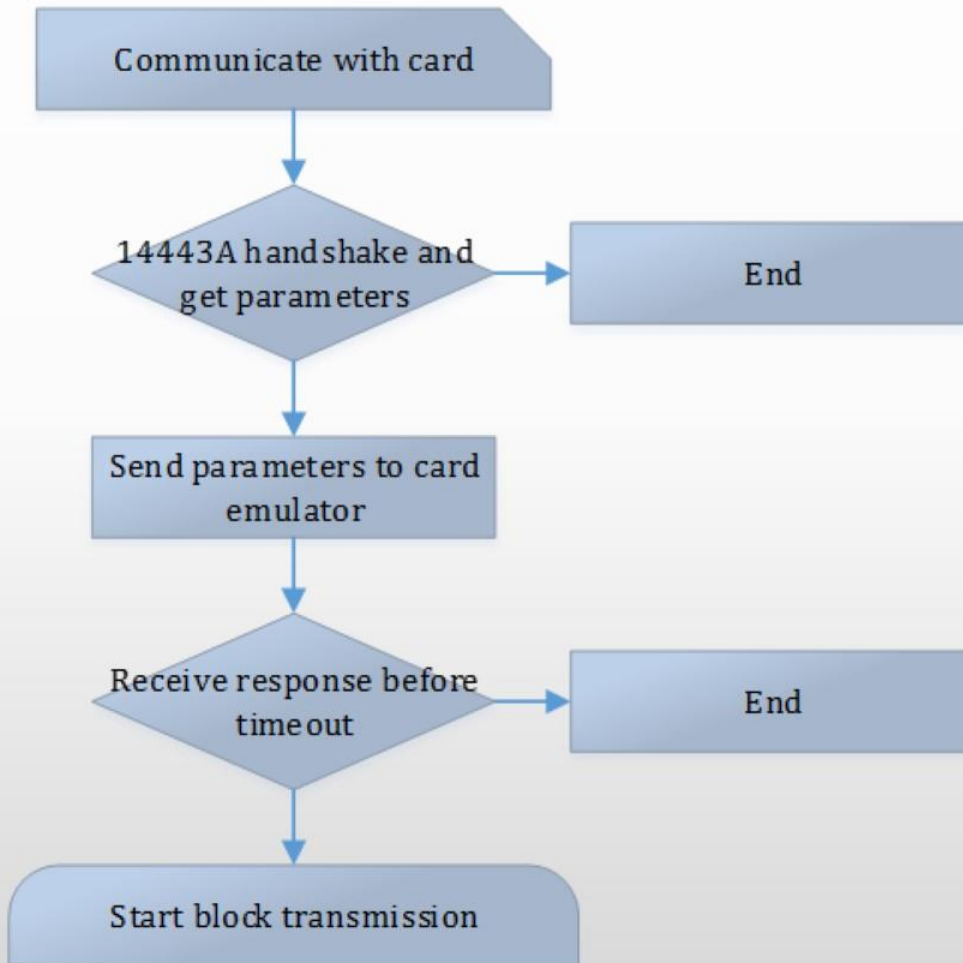 Communicate with card
14443A handshake and
get parameters
End
Send parameters to card
emulator
Receive response before
timeout
End
Start block transmission